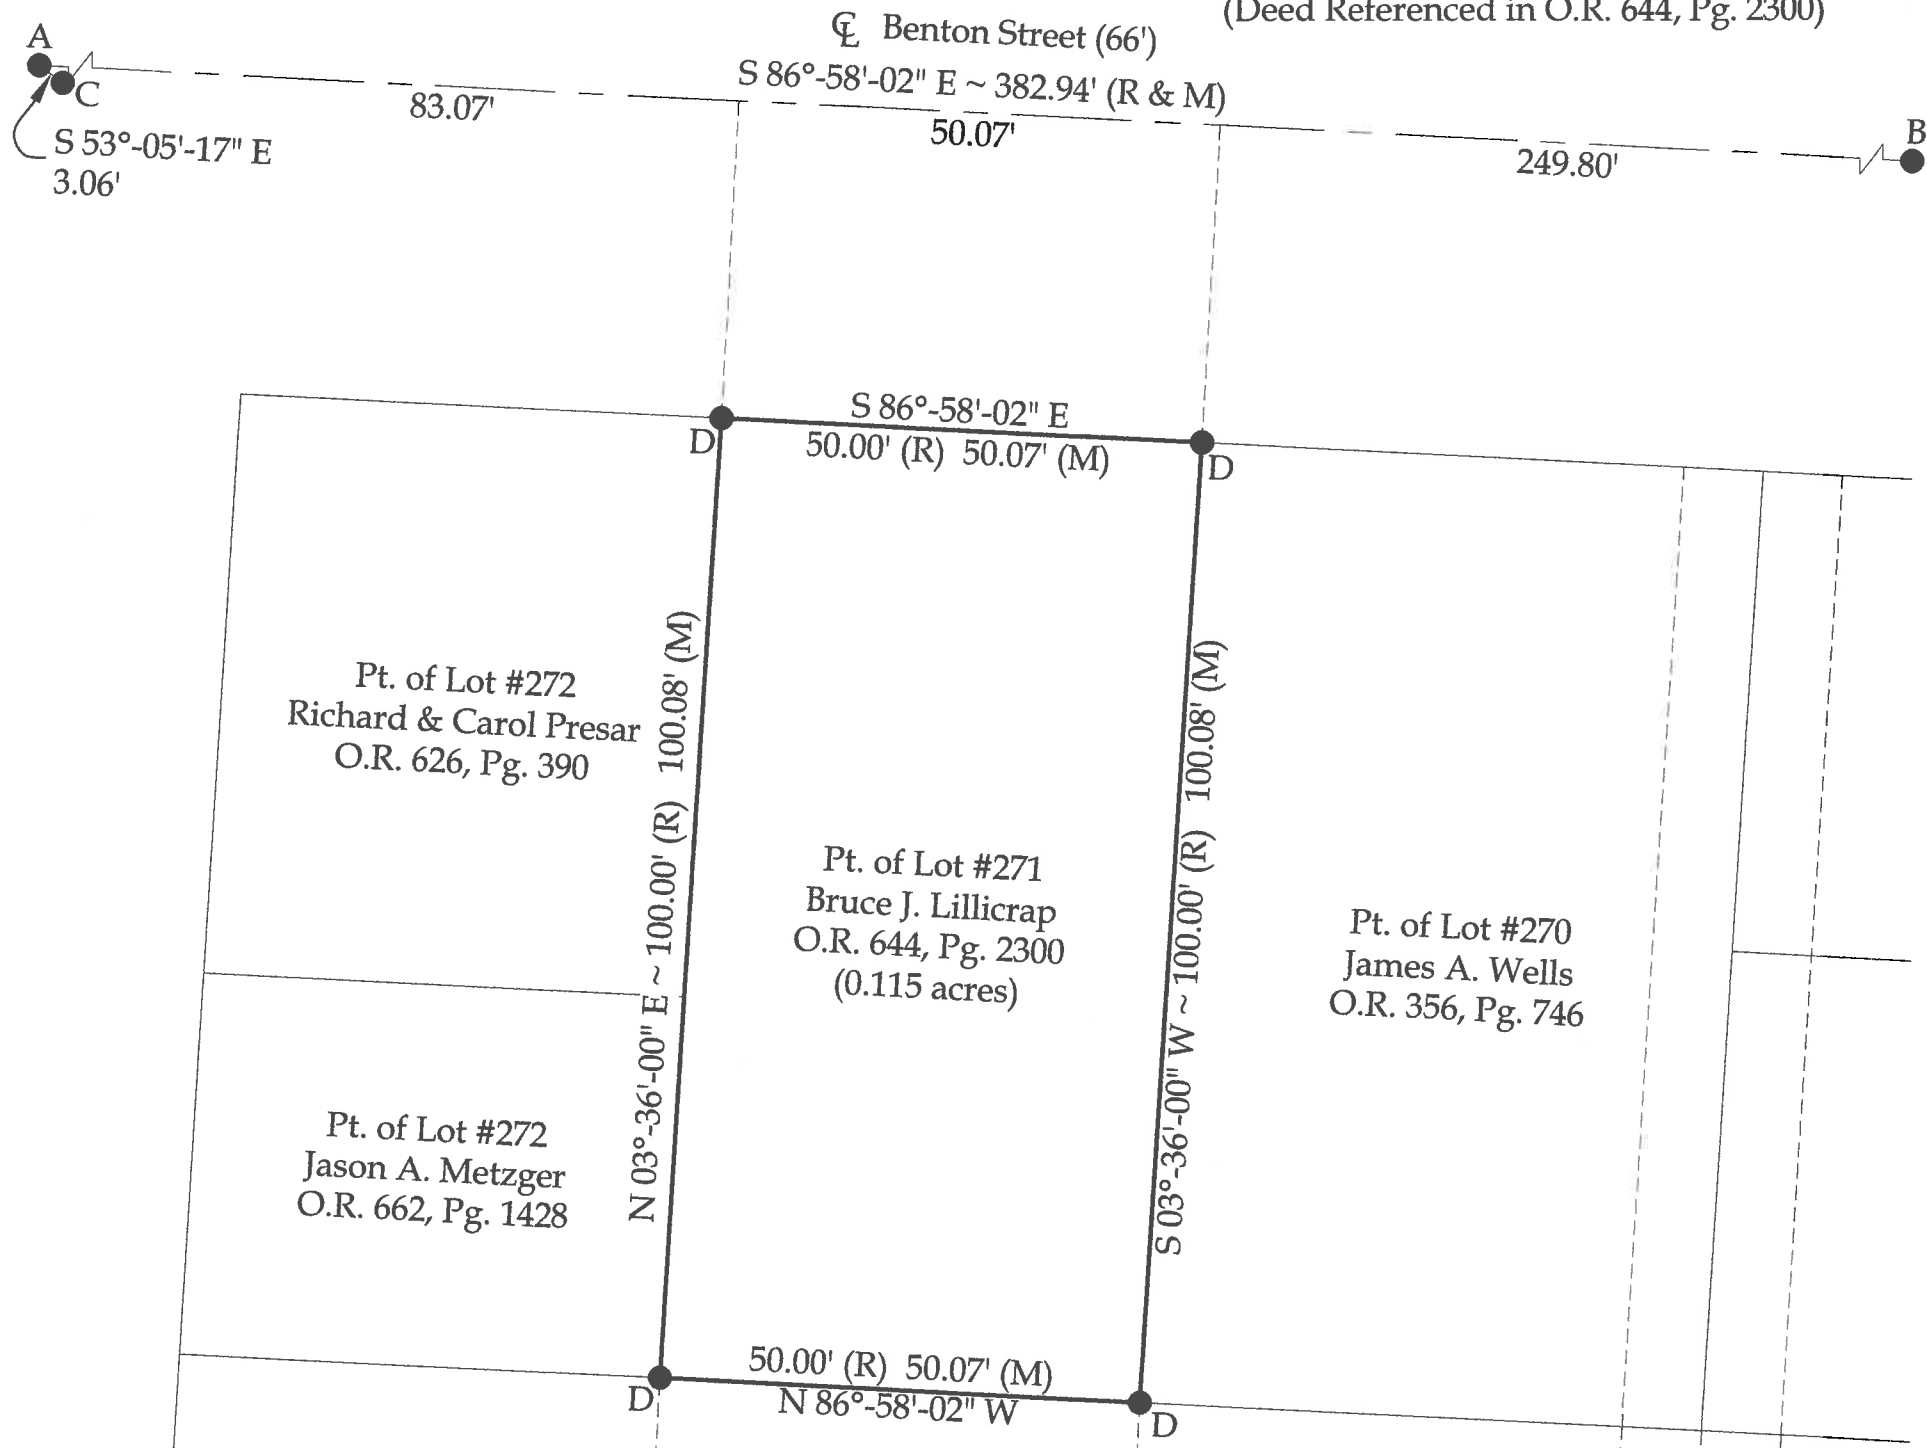 (Deed Referenced in O.R. 644, Pg. 2300)
℄ Benton Street (66')
S 86°-58'-02" E ~ 382.94' (R & M)
A
C
B
83.07'
50.07'
249.80'
S 53°-05'-17" E
3.06'
S 86°-58'-02" E
50.00' (R) 50.07' (M)
D
D
Pt. of Lot #272
Richard & Carol Presar
O.R. 626, Pg. 390
N 03°-36'-00" E ~ 100.00' (R) 100.08' (M)
Pt. of Lot #271
Bruce J. Lillicrap
O.R. 644, Pg. 2300
(0.115 acres)
S 03°-36'-00" W ~ 100.00' (R) 100.08' (M)
Pt. of Lot #270
James A. Wells
O.R. 356, Pg. 746
Pt. of Lot #272
Jason A. Metzger
O.R. 662, Pg. 1428
50.00' (R) 50.07' (M)
N 86°-58'-02" W
D
D